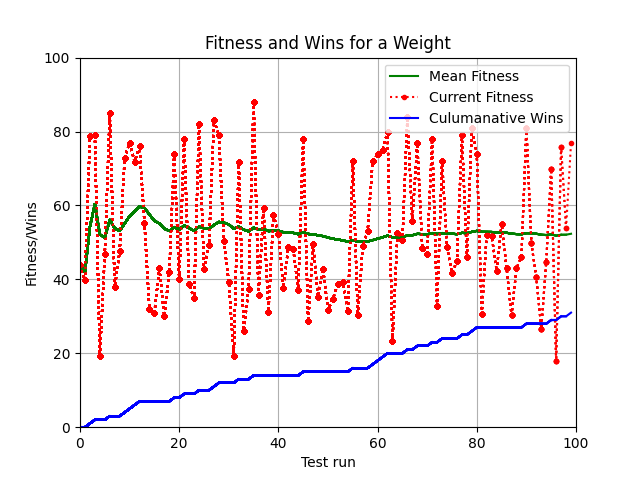 Fitness and Wins for a Weight
100
80
60
40
20
0
Fitness/Wins
Mean Fitness
Current Fitness
Culumanative Wins
0 20 40 60 80 100
Test run